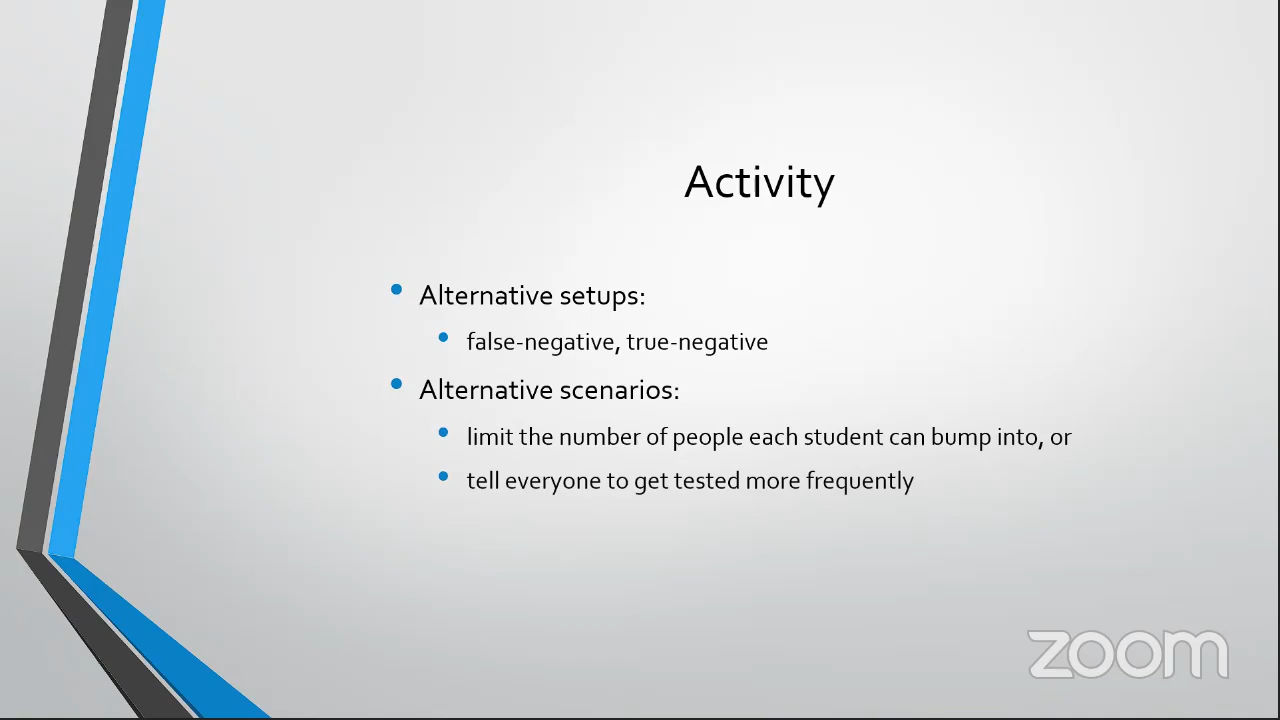 Activity
• Alternative setups:
• false-negative, true-negative
• Alternative scenarios:
• limit the number of people each student can bump into, or
• tell everyone to get tested more frequently
zoom